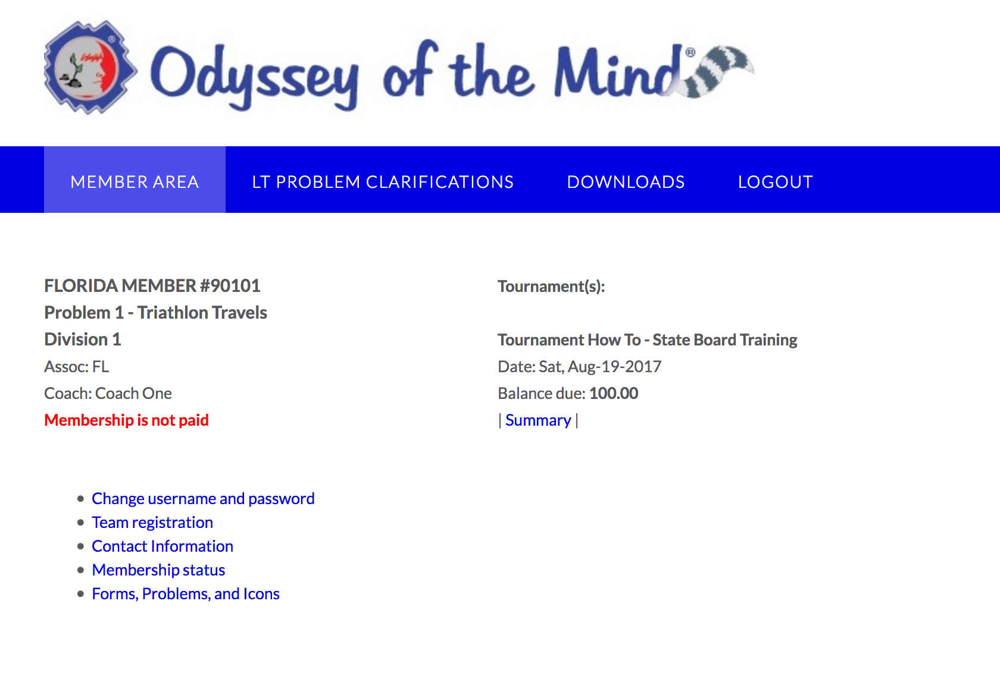 Odyssey of the Mind®
MEMBER AREA
LT PROBLEM CLARIFICATIONS
DOWNLOADS
LOGOUT
FLORIDA MEMBER #90101
Problem 1 - Triathlon Travels
Division 1
Assoc: FL
Coach: Coach One
Membership is not paid
Tournament(s):
Tournament How To - State Board Training
Date: Sat, Aug-19-2017
Balance due: 100.00
| Summary |
Change username and password
Team registration
Contact Information
Membership status
Forms, Problems, and Icons